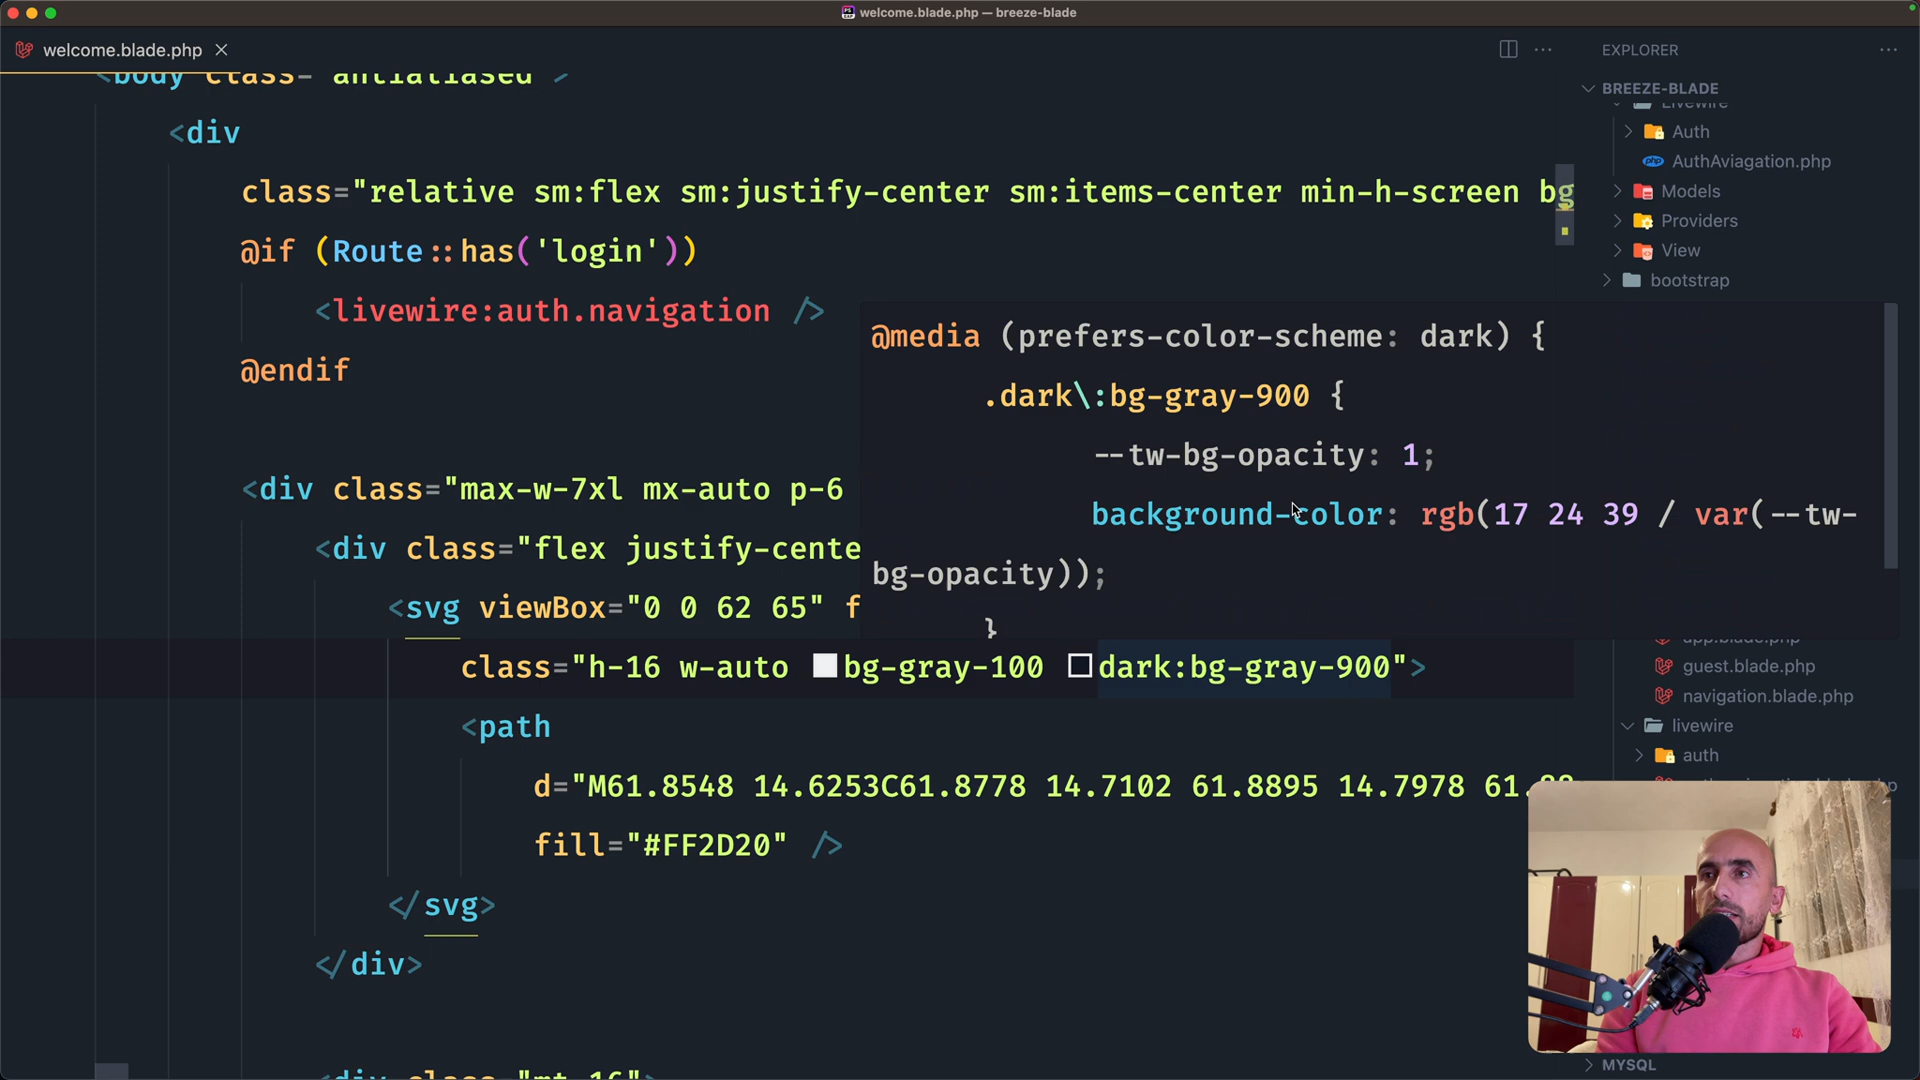 welcome.blade.php — breeze-blade
welcome.blade.php
EXPLORER
BREEZE-BLADE
<body class="antialiased">
<div
class="relative sm:flex sm:justify-center sm:items-center min-h-screen bg
@if (Route::has('login'))
<livewire:auth.navigation />
@endif
<div class="max-w-7xl mx-auto p-6
<div class="flex justify-cente
<svg viewBox="0 0 62 65" f
class="h-16 w-auto bg-gray-100 dark:bg-gray-900">
<path
d="M61.8548 14.6253C61.8778 14.7102 61.8895 14.7978 61.
fill="#FF2D20" />
</svg>
</div>
<div class="mt-16">
@media (prefers-color-scheme: dark) {
.dark\:bg-gray-900 {
--tw-bg-opacity: 1;
background-color: rgb(17 24 39 / var(--tw-
bg-opacity));
}
Livewire
Auth
php AuthAviagation.php
Models
Providers
View
bootstrap
app.blade.php
guest.blade.php
navigation.blade.php
livewire
auth
MYSQL